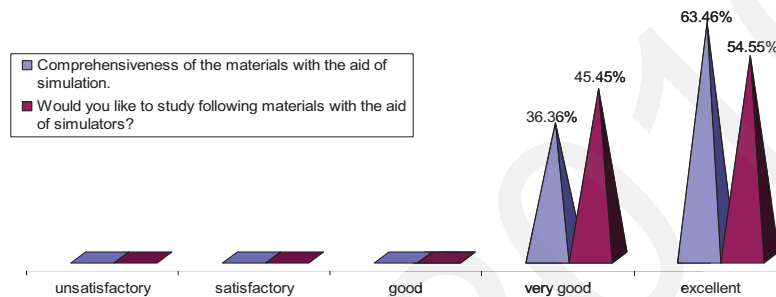 63.46%
Comprehensiveness of the materials with the aid of
simulation.
Would you like to study following materials with the aid
of simulators?
54.55%
45.45%
36.36%
unsatisfactory satisfactory good very good excellent